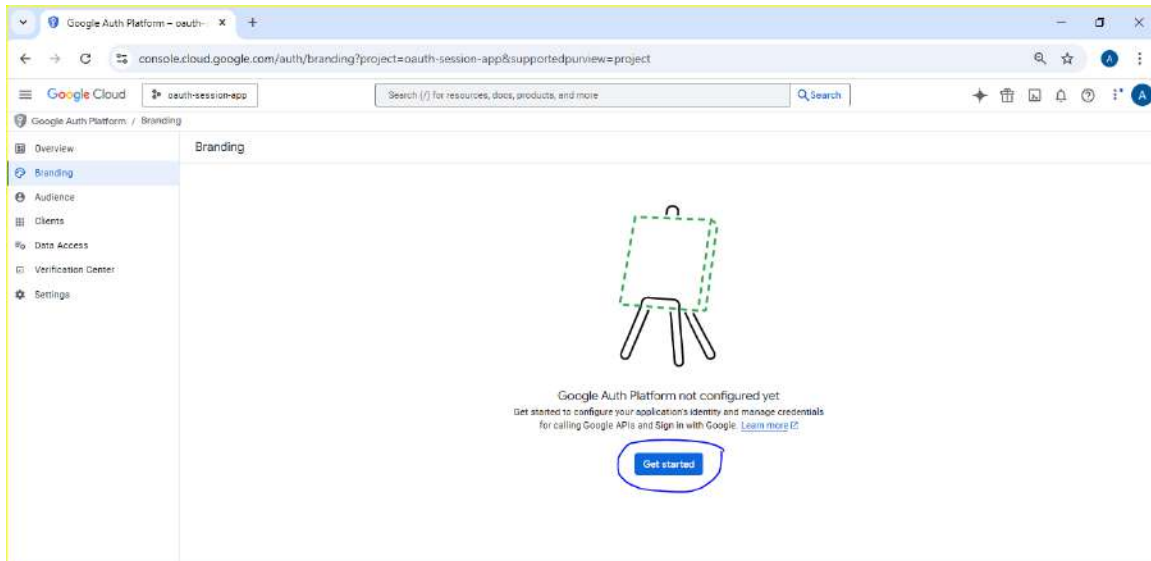 Google Auth Platform – oauth-
console.cloud.google.com/auth/branding?project=oauth-session-app&supportedpurview=project
A
Google Cloud
oauth-session-app
Search (/) for resources, docs, products, and more
Search
A
Google Auth Platform / Branding
Overview
Branding
Branding
Audience
Clients
Data Access
Verification Center
Settings
Google Auth Platform not configured yet
Get started to configure your application's identity and manage credentials
for calling Google APIs and Sign in with Google. Learn more
Get started